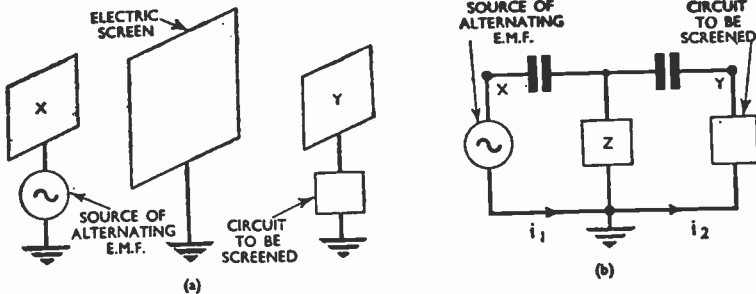 ELECTRIC
SCREEN
X
Y
SOURCE OF
ALTERNATING
E.M.F.
CIRCUIT
TO BE
SCREENED
(a)
SOURCE OF
ALTERNATING
E.M.F.
CIRCUIT
TO BE
SCREENED
X
Y
Z
i₁
i₂
(b)